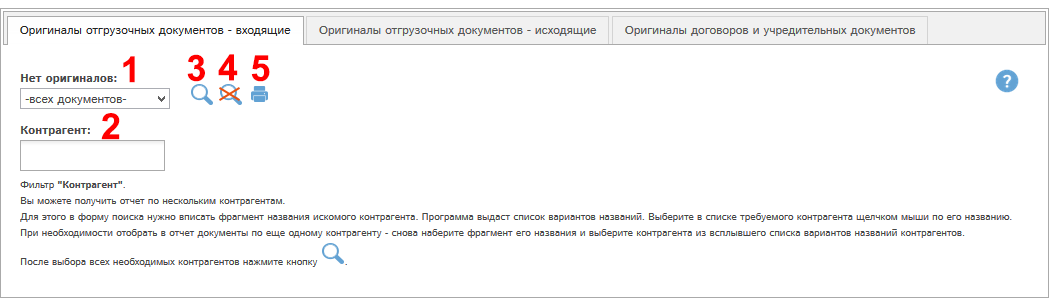 Оригиналы отгрузочных документов - входящие
Оригиналы отгрузочных документов - исходящие
Оригиналы договоров и учредительных документов
Нет оригиналов: 1 3 4 5
-всех документов-
?
Контрагент: 2
Фильтр "Контрагент".
Вы можете получить отчет по нескольким контрагентам.
Для этого в форму поиска нужно вписать фрагмент названия искомого контрагента. Программа выдаст список вариантов названий. Выберите в списке требуемого контрагента щелчком мыши по его названию.
При необходимости отобрать в отчет документы по еще одному контрагенту - снова наберите фрагмент его названия и выберите контрагента из всплывшего списка вариантов названий контрагентов.
После выбора всех необходимых контрагентов нажмите кнопку .